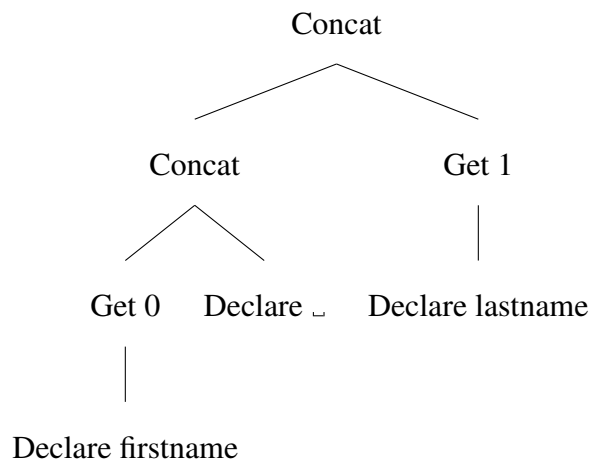 Concat
Concat Get 1
Get 0 Declare ␣ Declare lastname
Declare firstname